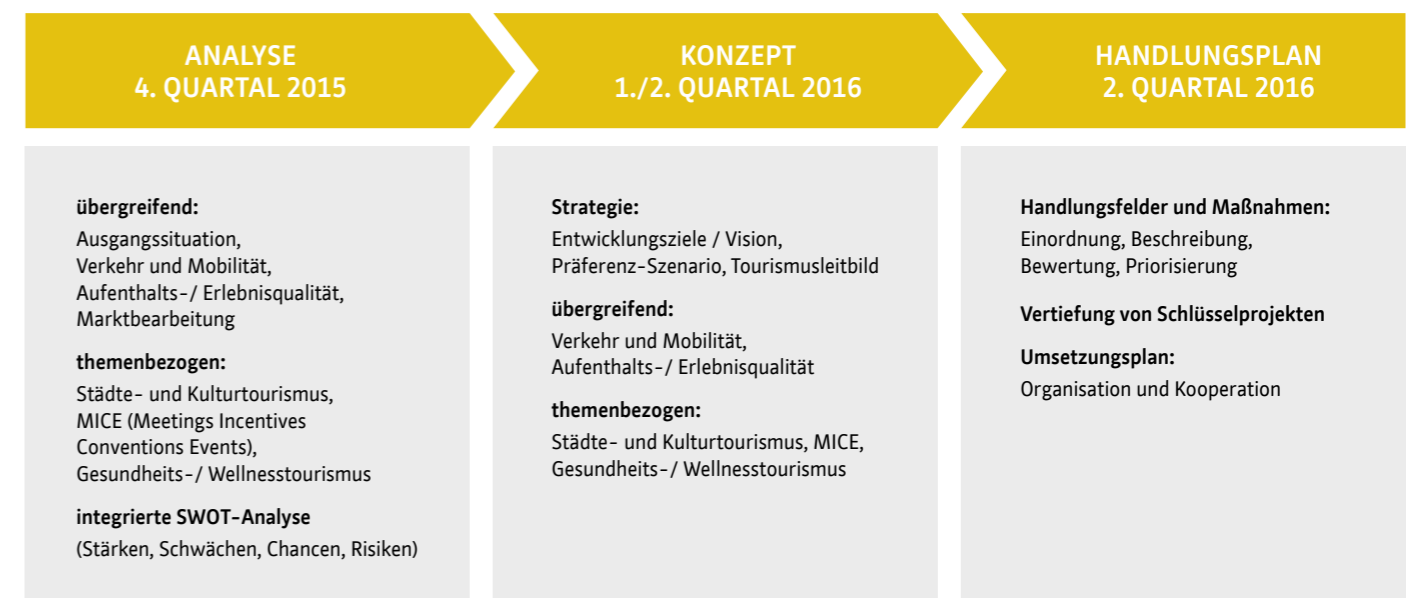 ANALYSE
4. QUARTAL 2015
übergreifend:
Ausgangssituation,
Verkehr und Mobilität,
Aufenthalts-/ Erlebnisqualität,
Marktbearbeitung
themenbezogen:
Städte- und Kulturtourismus,
MICE (Meetings Incentives
Conventions Events),
Gesundheits-/ Wellnesstourismus
integrierte SWOT-Analyse
(Stärken, Schwächen, Chancen, Risiken)
KONZEPT
1./2. QUARTAL 2016
Strategie:
Entwicklungsziele / Vision,
Präferenz-Szenario, Tourismusleitbild
übergreifend:
Verkehr und Mobilität,
Aufenthalts-/ Erlebnisqualität
themenbezogen:
Städte- und Kulturtourismus, MICE,
Gesundheits-/ Wellnesstourismus
HANDLUNGSPLAN
2. QUARTAL 2016
Handlungsfelder und Maßnahmen:
Einordnung, Beschreibung,
Bewertung, Priorisierung
Vertiefung von Schlüsselprojekten
Umsetzungsplan:
Organisation und Kooperation